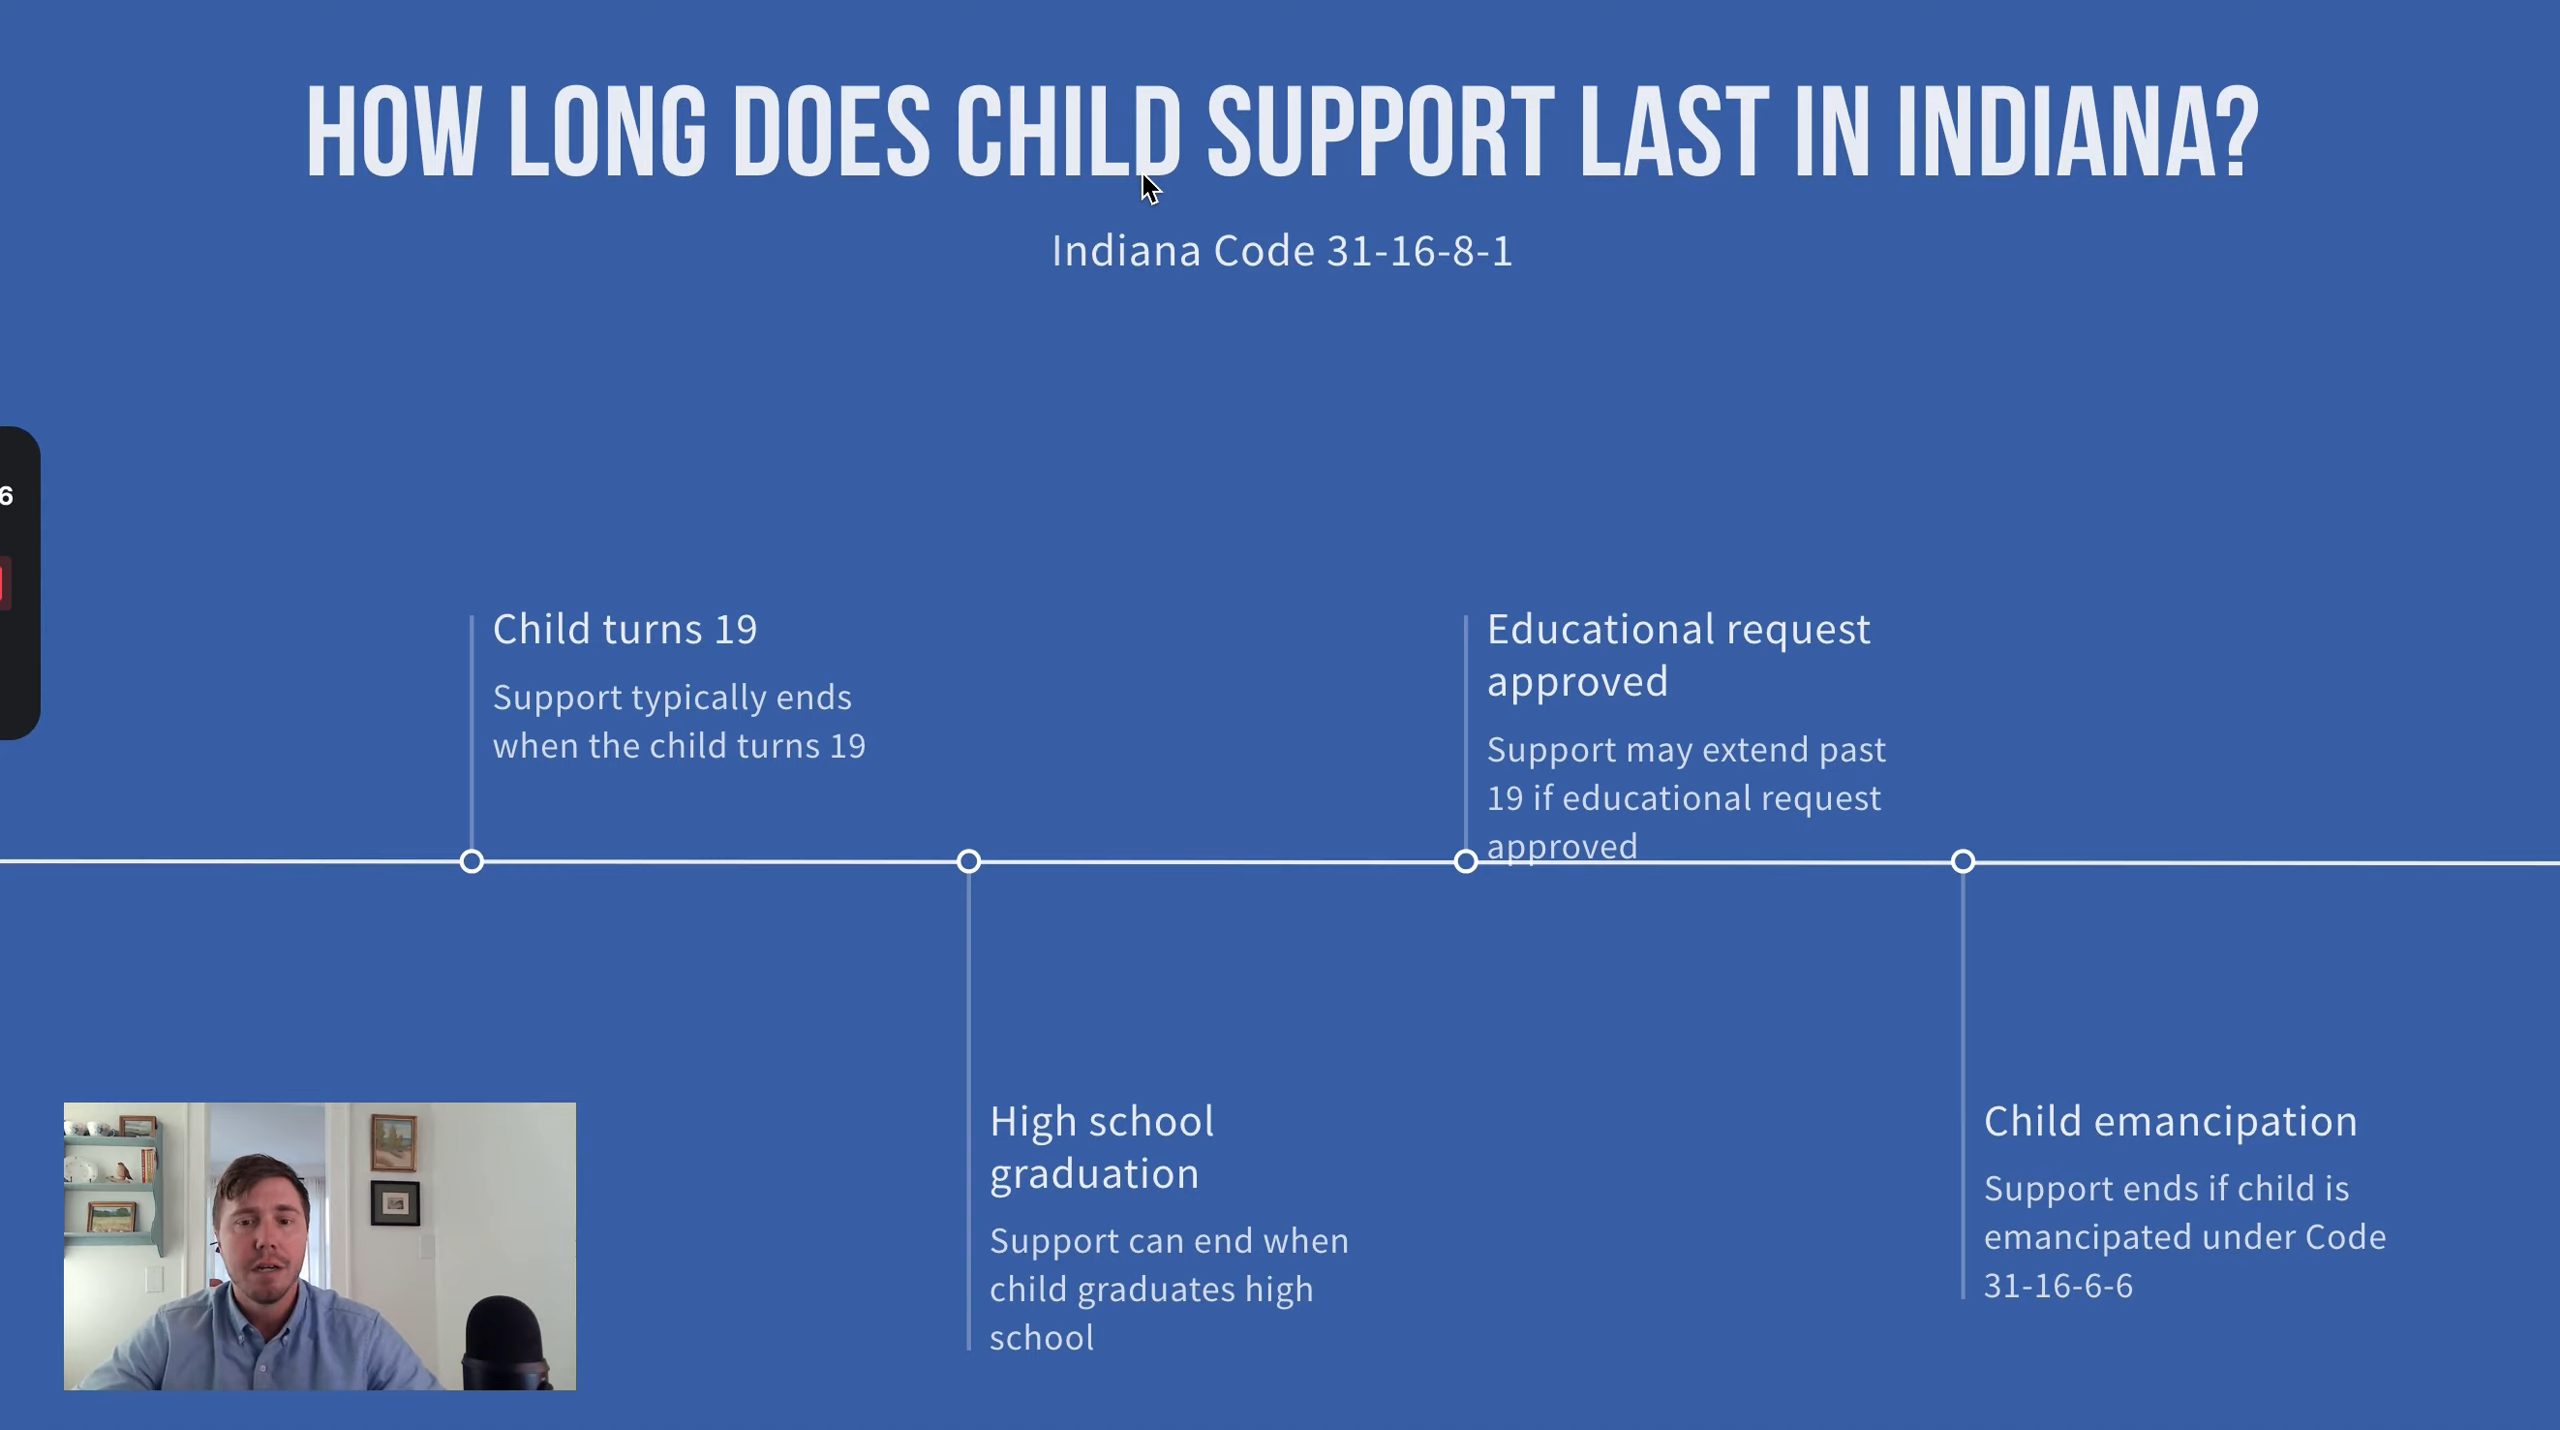 HOW LONG DOES CHILD SUPPORT LAST IN INDIANA?
Indiana Code 31-16-8-1
6
Child turns 19
Support typically ends
when the child turns 19
Educational request
approved
Support may extend past
19 if educational request
approved
High school
graduation
Support can end when
child graduates high
school
Child emancipation
Support ends if child is
emancipated under Code
31-16-6-6